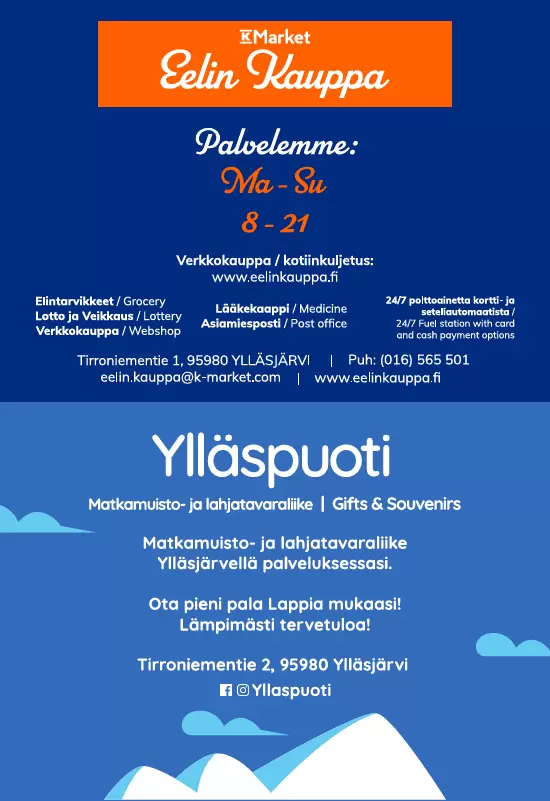 K Market
Eelin Kauppa
Palvelemme:
Ma - Su
8 - 21
Verkkokauppa / kotiinkuljetus:
www.eelinkauppa.fi
Elintarvikkeet / Grocery
Lotto ja Veikkaus / Lottery
Verkkokauppa / Webshop
Lääkekaappi / Medicine
Asiamiesposti / Post office
24/7 polttoainetta kortti- ja
seteliautomaatista /
24/7 Fuel station with card
and cash payment options
Tirroniementie 1, 95980 YLLÄSJÄRVI | Puh: (016) 565 501
eelin.kauppa@k-market.com | www.eelinkauppa.fi
Ylläspuoti
Matkamuisto- ja lahjatavaraliike | Gifts & Souvenirs
Matkamuisto- ja lahjatavaraliike
Ylläsjärvellä palveluksessasi.
Ota pieni pala Lappia mukaasi!
Lämpimästi tervetuloa!
Tirroniementie 2, 95980 Ylläsjärvi
Yllaspuoti